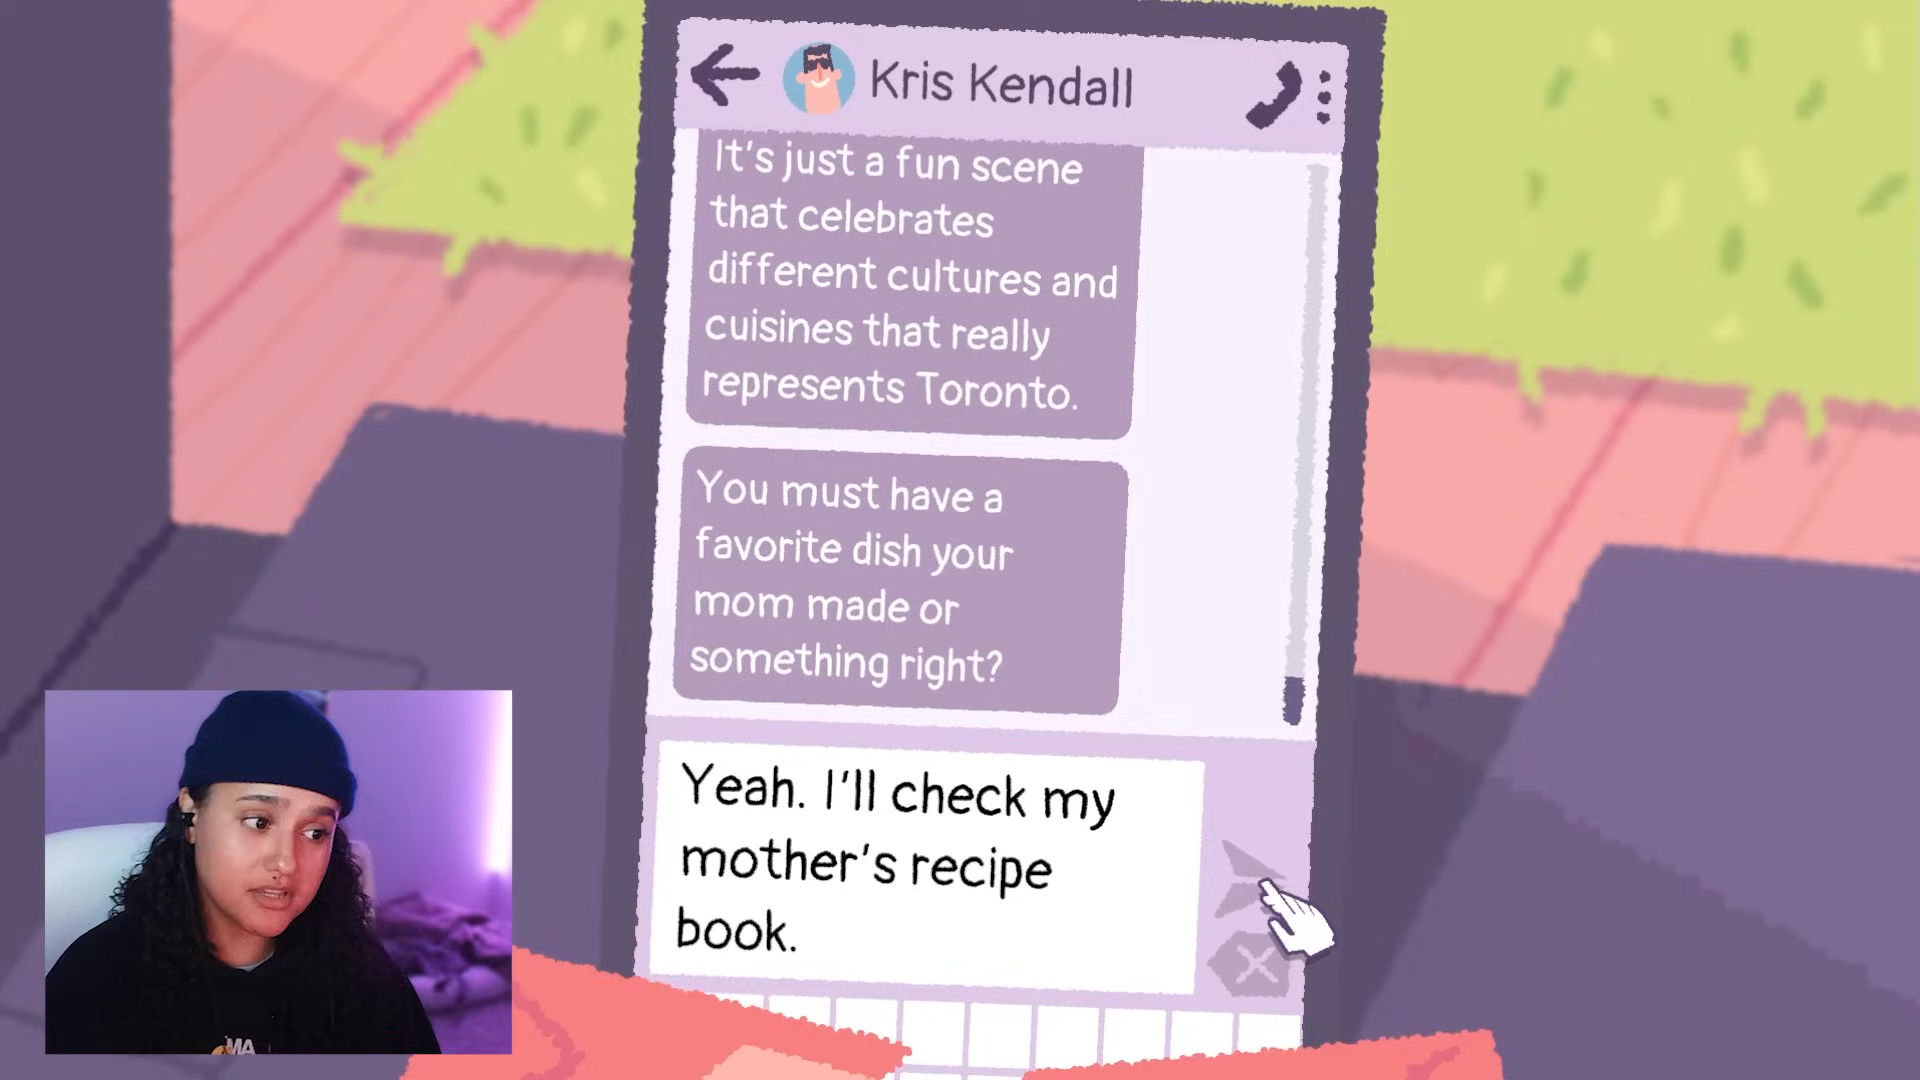 Kris Kendall
It's just a fun scene
that celebrates
different cultures and
cuisines that really
represents Toronto.
You must have a
favorite dish your
mom made or
something right?
Yeah. I'll check my
mother's recipe
book.
MA